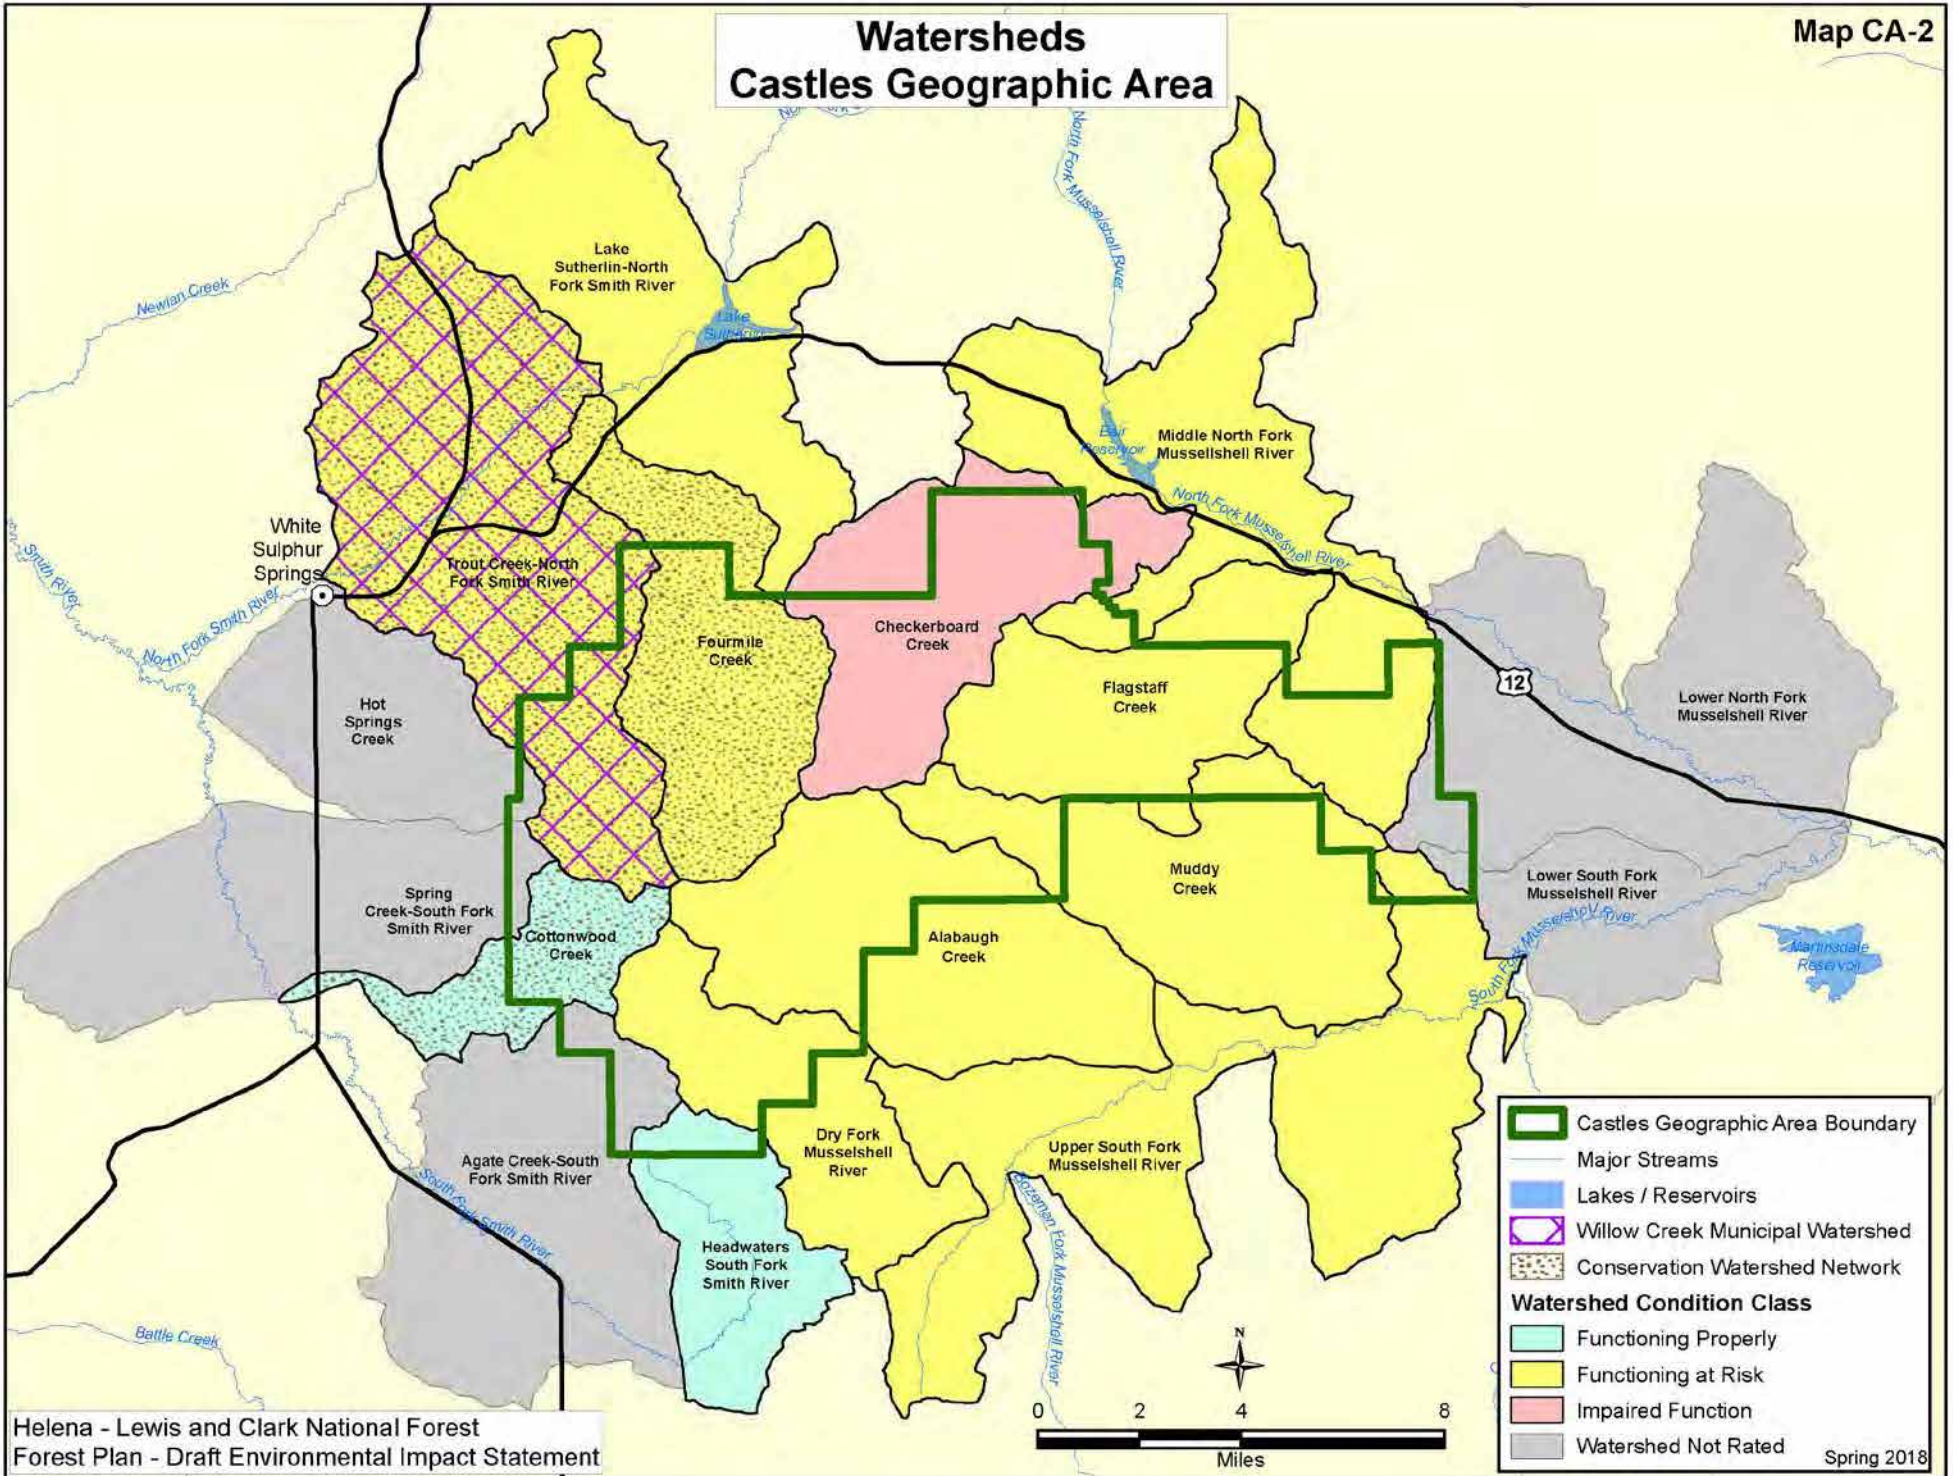 Watersheds
Castles Geographic Area
Map CA-2
Lake
Sutherlin-North
Fork Smith River
Newlan Creek
Lake
North Fork Musselshell River
Bair
Reservoir
Middle North Fork
Mussellshell River
North Fork Musselshell River
White
Sulphur
Springs
Smith River
North Fork Smith River
Trout Creek-North
Fork Smith River
Fourmile
Creek
Checkerboard
Creek
Flagstaff
Creek
12
Lower North Fork
Musselshell River
Hot
Springs
Creek
Spring
Creek-South Fork
Smith River
Cottonwood
Creek
Alabaugh
Creek
Muddy
Creek
Lower South Fork
Musselshell River
South Fork Musselshell River
Martinsdale
Reservoir
Agate Creek-South
Fork Smith River
South Fork Smith River
Dry Fork
Musselshell
River
Upper South Fork
Musselshell River
Bozeman Fork Musselshell River
Headwaters
South Fork
Smith River
Battle Creek
Castles Geographic Area Boundary
Major Streams
Lakes / Reservoirs
Willow Creek Municipal Watershed
Conservation Watershed Network
Watershed Condition Class
Functioning Properly
Functioning at Risk
Impaired Function
Watershed Not Rated
Spring 2018
N
0 2 4 8
Miles
Helena - Lewis and Clark National Forest
Forest Plan - Draft Environmental Impact Statement